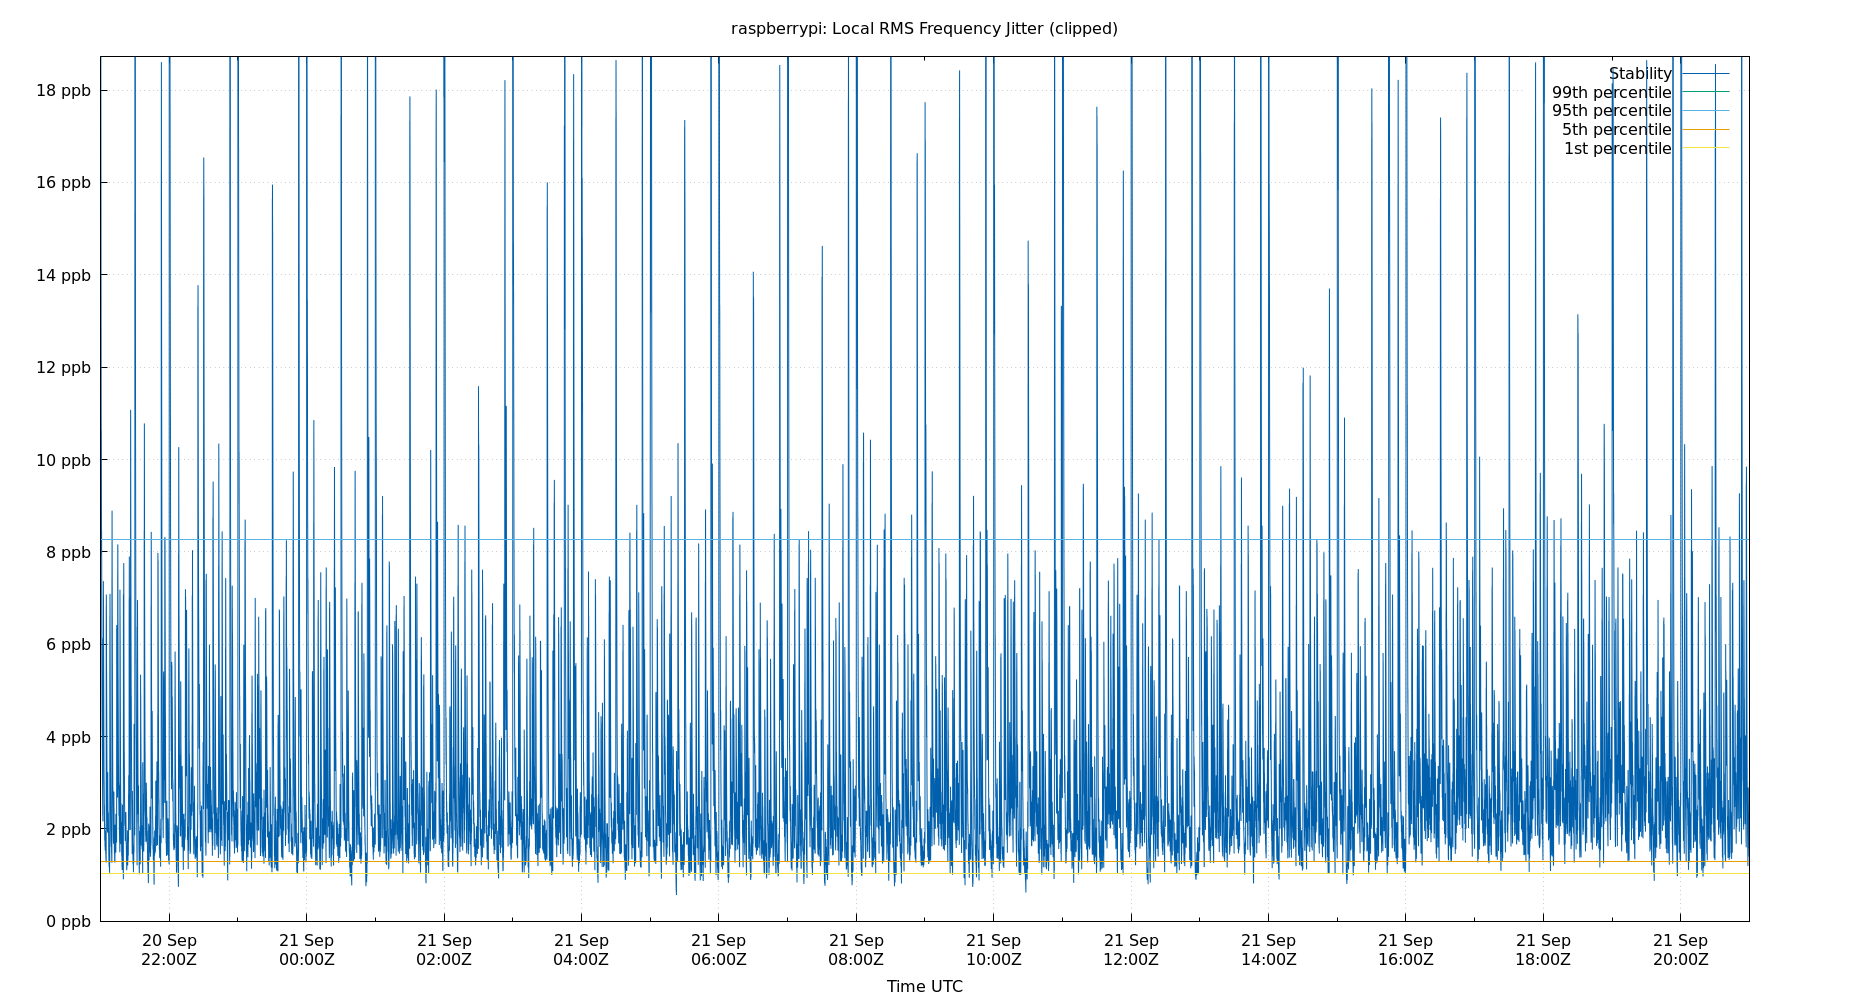 raspberrypi: Local RMS Frequency Jitter (clipped)
Stability
99th percentile
95th percentile
5th percentile
1st percentile
18 ppb
16 ppb
14 ppb
12 ppb
10 ppb
8 ppb
6 ppb
4 ppb
2 ppb
0 ppb
20 Sep 21 Sep 21 Sep 21 Sep 21 Sep 21 Sep 21 Sep 21 Sep 21 Sep 21 Sep 21 Sep 21 Sep
22:00Z 00:00Z 02:00Z 04:00Z 06:00Z 08:00Z 10:00Z 12:00Z 14:00Z 16:00Z 18:00Z 20:00Z
Time UTC